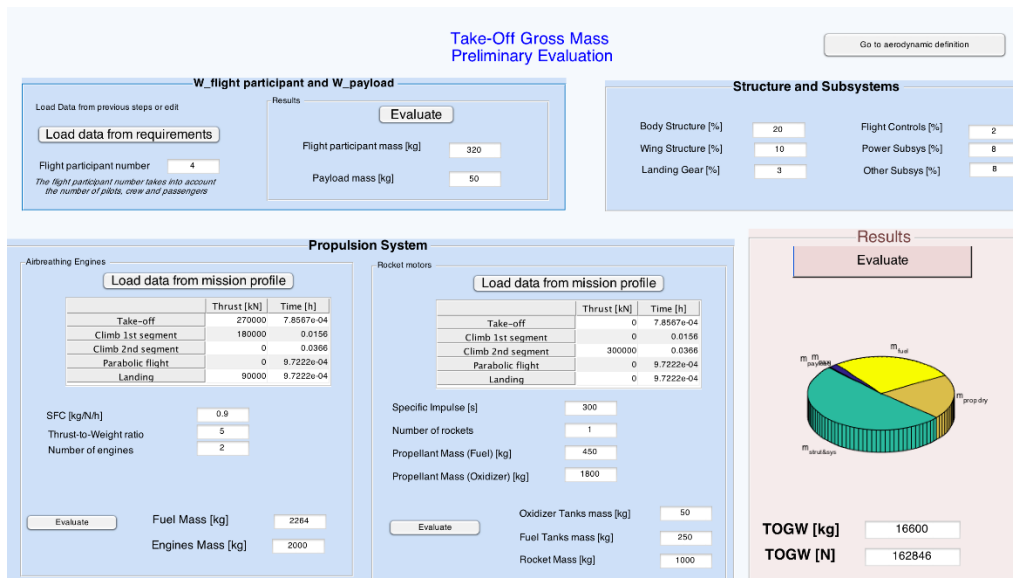 Take-Off Gross Mass
Preliminary Evaluation
Go to aerodynamic definition
W_flight participant and W_payload
Load Data from previous steps or edit
Load data from requirements
Flight participant number 4
The flight participant number takes into account
the number of pilots, crew and passengers
Results
Evaluate
Flight participant mass [kg] 320
Payload mass [kg] 50
Structure and Subsystems
Body Structure [%] 20 Flight Controls [%] 2
Wing Structure [%] 10 Power Subsys [%] 8
Landing Gear [%] 3 Other Subsys [%] 8
Propulsion System
Airbreathing Engines
Load data from mission profile
Thrust [kN] Time [h]
Take-off 270000 7.8567e-04
Climb 1st segment 180000 0.0156
Climb 2nd segment 0 0.0366
Parabolic flight 0 9.7222e-04
Landing 90000 9.7222e-04
SFC [kg/N/h] 0.9
Thrust-to-Weight ratio 5
Number of engines 2
Evaluate
Fuel Mass [kg] 2264
Engines Mass [kg] 2000
Rocket motors
Load data from mission profile
Thrust [kN] Time [h]
Take-off 0 7.8567e-04
Climb 1st segment 0 0.0156
Climb 2nd segment 300000 0.0366
Parabolic flight 0 9.7222e-04
Landing 0 9.7222e-04
Specific Impulse [s] 300
Number of rockets 1
Propellant Mass (Fuel) [kg] 450
Propellant Mass (Oxidizer) [kg] 1800
Evaluate
Oxidizer Tanks mass [kg] 50
Fuel Tanks mass [kg] 250
Rocket Mass [kg] 1000
Results
Evaluate
m fuel
m prop dry
TOGW [kg] 16600
TOGW [N] 162846